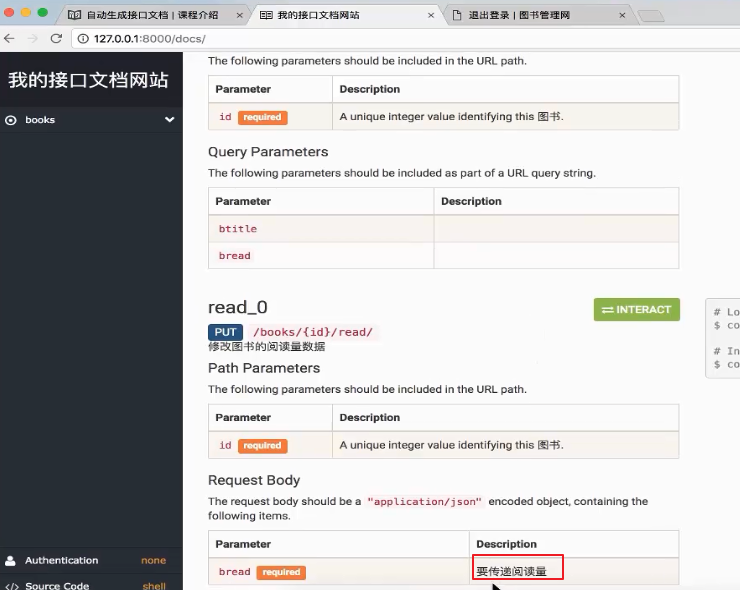 自动生成接口文档 | 课程介绍
我的接口文档网站
退出登录 | 图书管理网
127.0.0.1:8000/docs/
我的接口文档网站
books
The following parameters should be included in the URL path.
Parameter Description
id required A unique integer value identifying this 图书.
Query Parameters
The following parameters should be included as part of a URL query string.
Parameter Description
btitle
bread
read_0
INTERACT
PUT /books/{id}/read/
修改图书的阅读量数据
# Lo
$ co
# In
$ co
Path Parameters
The following parameters should be included in the URL path.
Parameter Description
id required A unique integer value identifying this 图书.
Request Body
The request body should be a "application/json" encoded object, containing the
following items.
Parameter Description
bread required 要传递阅读量
Authentication none
Source Code shell